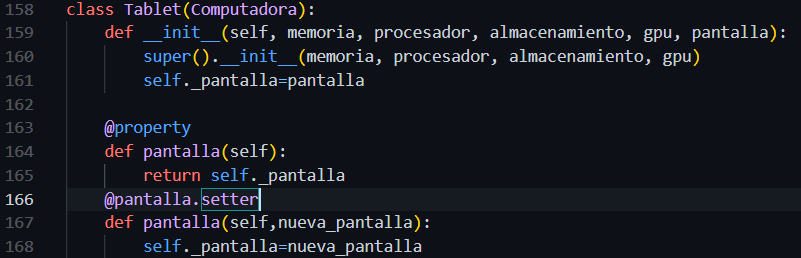 158 class Tablet(Computadora):
159     def __init__(self, memoria, procesador, almacenamiento, gpu, pantalla):
160         super().__init__(memoria, procesador, almacenamiento, gpu)
161         self._pantalla=pantalla
162
163     @property
164     def pantalla(self):
165         return self._pantalla
166     @pantalla.setter
167     def pantalla(self,nueva_pantalla):
168         self._pantalla=nueva_pantalla